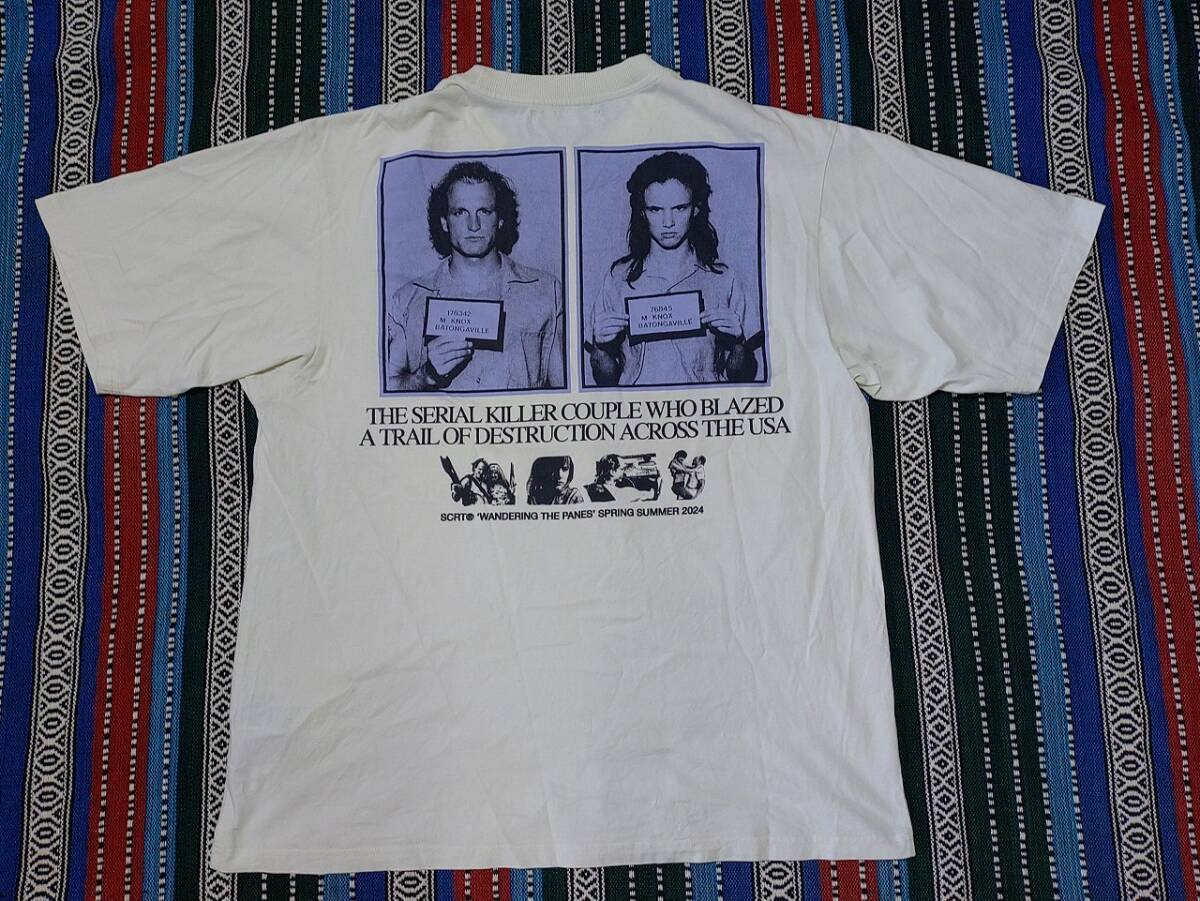 176342
M KNOX
BATONGAVILLE
76845
M KNOX
BATONGAVILLE
THE SERIAL KILLER COUPLE WHO BLAZED
A TRAIL OF DESTRUCTION ACROSS THE USA
SCRT® 'WANDERING THE PANES' SPRING SUMMER 2024